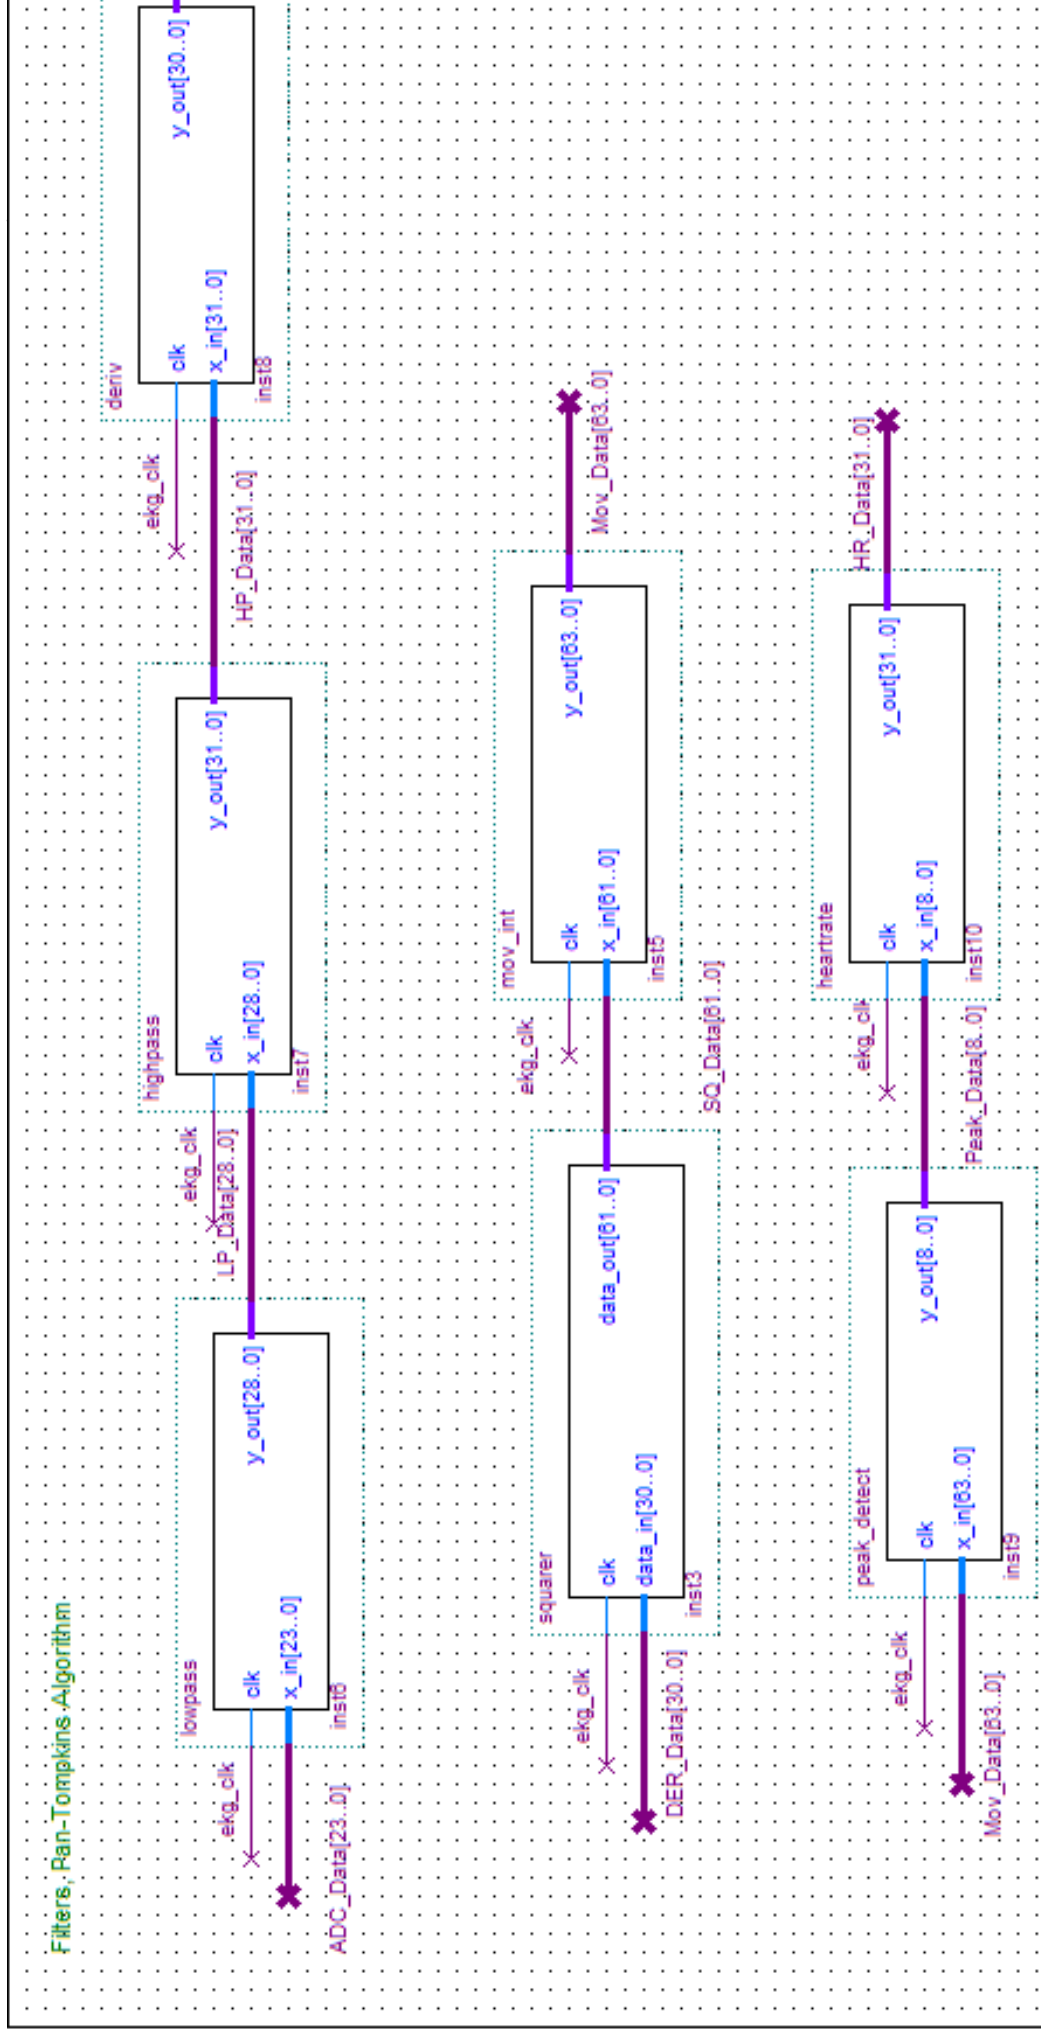 Filters, Pan-Tompkins Algorithm
lowpass
clk
x_in[23..0]
y_out[28..0]
inst6
ekg_clk
ADC_Data[23..0]
LP_Data[28..0]
highpass
clk
x_in[28..0]
y_out[31..0]
inst7
ekg_clk
HP_Data[31..0]
deriv
clk
x_in[31..0]
y_out[30..0]
inst8
ekg_clk
squarer
clk
data_in[30..0]
data_out[61..0]
inst3
ekg_clk
DER_Data[30..0]
SQ_Data[61..0]
mov_int
clk
x_in[61..0]
y_out[63..0]
inst5
ekg_clk
Mov_Data[63..0]
peak_detect
clk
x_in[63..0]
y_out[8..0]
inst9
ekg_clk
Mov_Data[63..0]
Peak_Data[8..0]
heartrate
clk
x_in[8..0]
y_out[31..0]
inst10
ekg_clk
HR_Data[31..0]